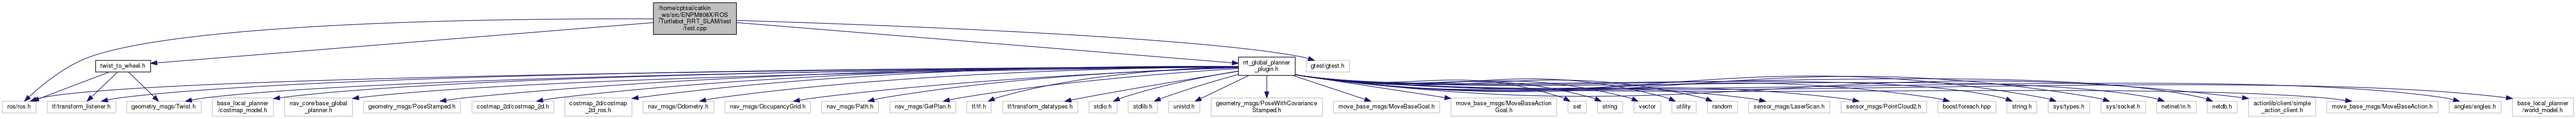 /home/cptsai/catkin
_ws/src/ENPM808X/ROS
/Turtlebot_RRT_SLAM/test
/test.cpp
twist_to_wheel.h
rrt_global_planner
_plugin.h
gtest/gtest.h
ros/ros.h
tf/transform_listener.h
geometry_msgs/Twist.h
base_local_planner
/costmap_model.h
nav_core/base_global
_planner.h
geometry_msgs/PoseStamped.h
costmap_2d/costmap_2d.h
costmap_2d/costmap
_2d_ros.h
nav_msgs/Odometry.h
nav_msgs/OccupancyGrid.h
nav_msgs/Path.h
nav_msgs/GetPlan.h
tf/tf.h
tf/transform_datatypes.h
stdio.h
stdlib.h
unistd.h
geometry_msgs/PoseWithCovariance
Stamped.h
move_base_msgs/MoveBaseGoal.h
move_base_msgs/MoveBaseAction
Goal.h
set
string
vector
utility
random
sensor_msgs/LaserScan.h
sensor_msgs/PointCloud2.h
boost/foreach.hpp
string.h
sys/types.h
sys/socket.h
netinet/in.h
netdb.h
actionlib/client/simple
_action_client.h
move_base_msgs/MoveBaseAction.h
angles/angles.h
base_local_planner
/world_model.h